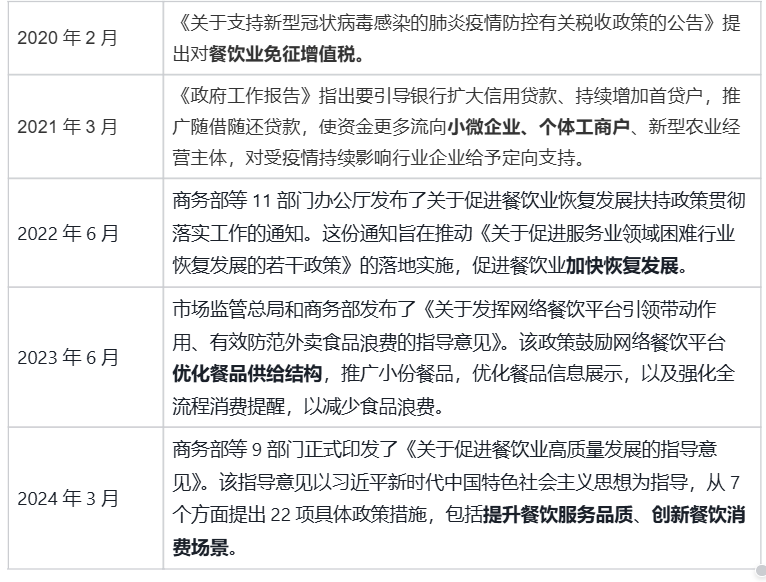 2020 年 2 月
《关于支持新型冠状病毒感染的肺炎疫情防控有关税收政策的公告》提
出对餐饮业免征增值税。
2021 年 3 月
《政府工作报告》指出要引导银行扩大信用贷款、持续增加首贷户，推
广随借随还贷款，使资金更多流向小微企业、个体工商户、新型农业经
营主体，对受疫情持续影响行业企业给予定向支持。
2022 年 6 月
商务部等 11 部门办公厅发布了关于促进餐饮业恢复发展扶持政策贯彻
落实工作的通知。这份通知旨在推动《关于促进服务业领域困难行业
恢复发展的若干政策》的落地实施，促进餐饮业加快恢复发展。
2023 年 6 月
市场监管总局和商务部发布了《关于发挥网络餐饮平台引领带动作
用、有效防范外卖食品浪费的指导意见》。该政策鼓励网络餐饮平台
优化餐品供给结构，推广小份餐品，优化餐品信息展示，以及强化全
流程消费提醒，以减少食品浪费。
2024 年 3 月
商务部等 9 部门正式印发了《关于促进餐饮业高质量发展的指导意
见》。该指导意见以习近平新时代中国特色社会主义思想为指导，从 7
个方面提出 22 项具体政策措施，包括提升餐饮服务品质、创新餐饮消
费场景。